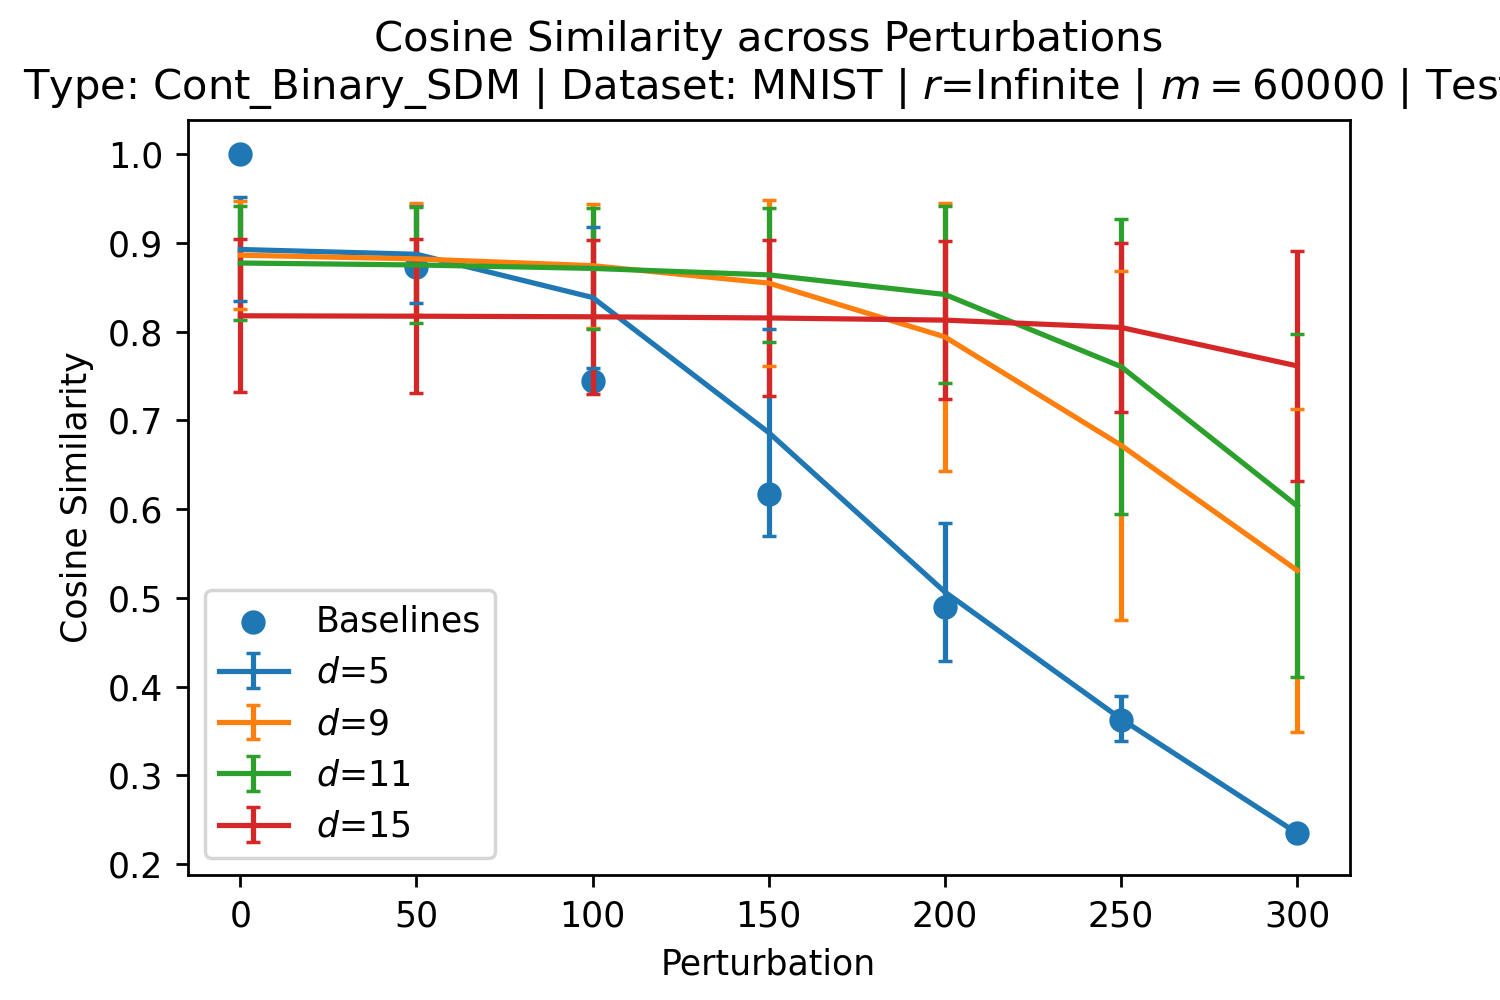 Cosine Similarity across Perturbations
Type: Cont_Binary_SDM | Dataset: MNIST | r=Infinite | m = 60000 | Test
1.0
0.9
0.8
0.7
0.6
0.5
0.4
0.3
0.2
Cosine Similarity
Baselines
d=5
d=9
d=11
d=15
0 50 100 150 200 250 300
Perturbation